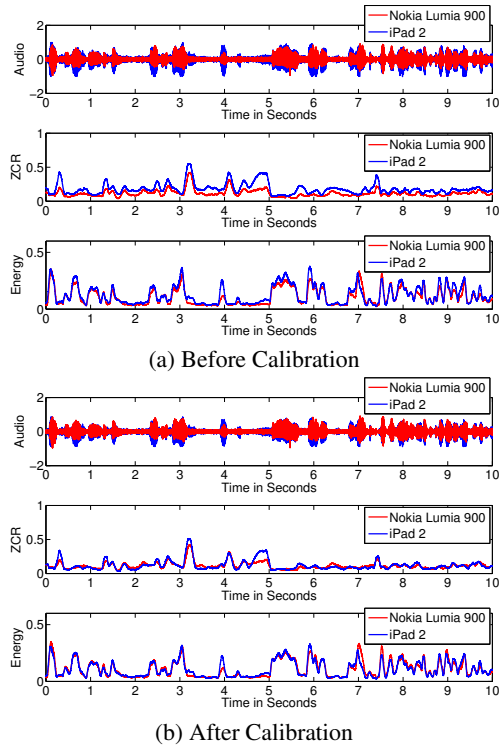 2
Nokia Lumia 900
iPad 2
0
−2
Audio
0 1 2 3 4 5 6 7 8 9 10
Time in Seconds
1
Nokia Lumia 900
iPad 2
0.5
0
ZCR
0 1 2 3 4 5 6 7 8 9 10
Time in Seconds
Nokia Lumia 900
iPad 2
0.5
0
Energy
0 1 2 3 4 5 6 7 8 9 10
Time in Seconds
(a) Before Calibration
2
Nokia Lumia 900
iPad 2
0
−2
Audio
0 1 2 3 4 5 6 7 8 9 10
Time in Seconds
1
Nokia Lumia 900
iPad 2
0.5
0
ZCR
0 1 2 3 4 5 6 7 8 9 10
Time in Seconds
Nokia Lumia 900
iPad 2
0.5
0
Energy
0 1 2 3 4 5 6 7 8 9 10
Time in Seconds
(b) After Calibration